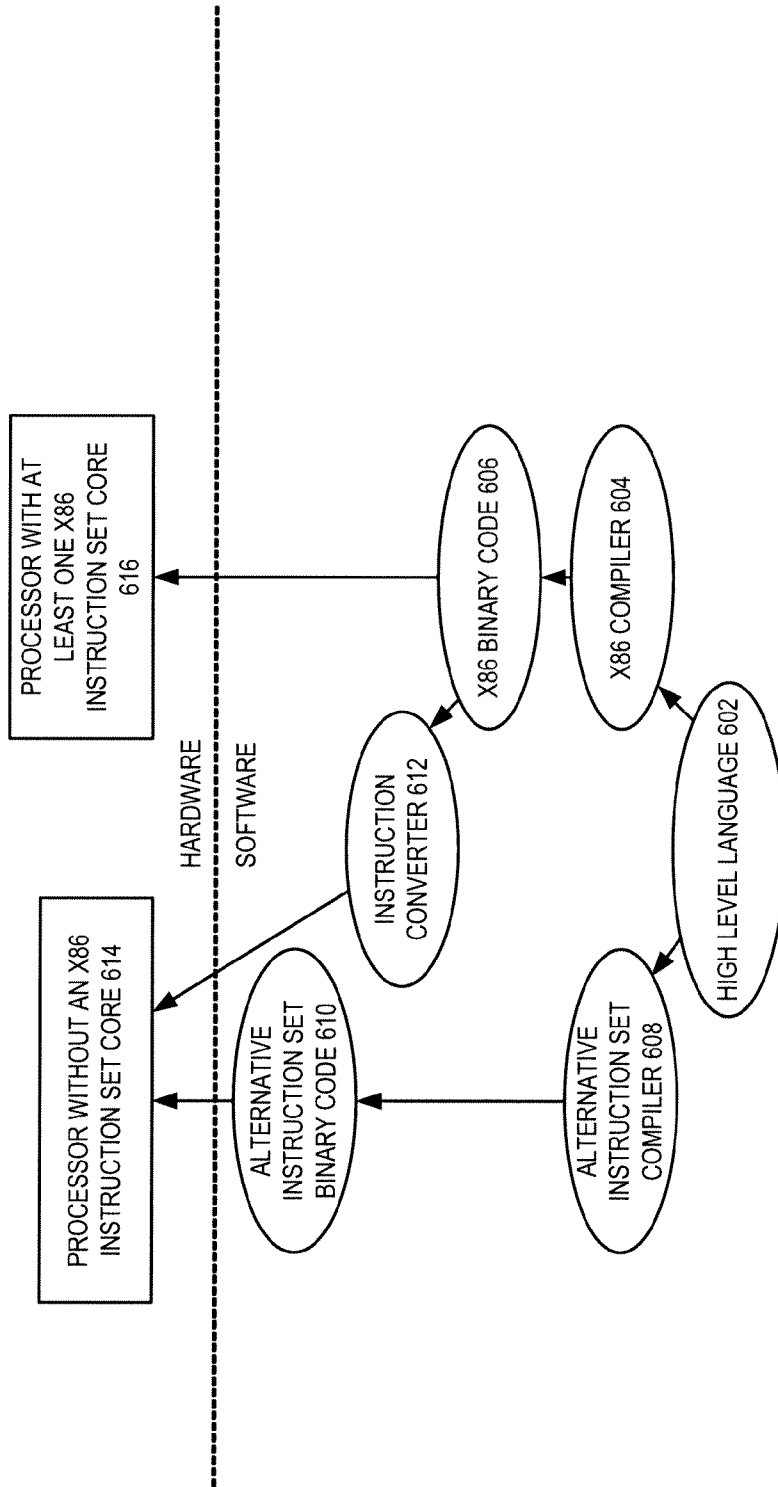 PROCESSOR WITHOUT AN X86
INSTRUCTION SET CORE 614
PROCESSOR WITH AT
LEAST ONE X86
INSTRUCTION SET CORE
616
HARDWARE
SOFTWARE
ALTERNATIVE
INSTRUCTION SET
BINARY CODE 610
INSTRUCTION
CONVERTER 612
X86 BINARY CODE 606
ALTERNATIVE
INSTRUCTION SET
COMPILER 608
X86 COMPILER 604
HIGH LEVEL LANGUAGE 602